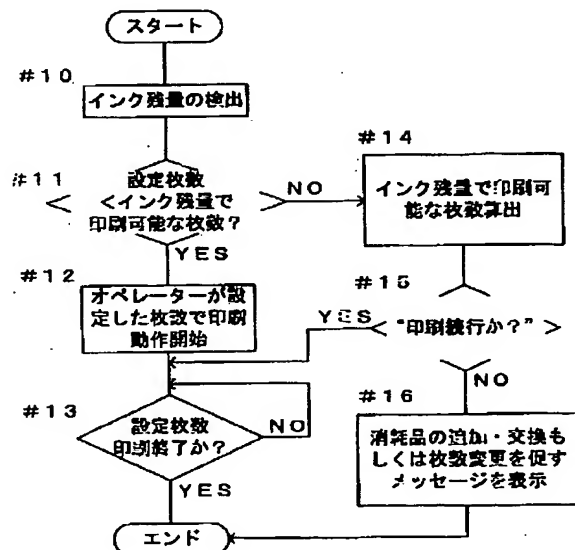 スタート
#10
インク残量の検出
#11
設定枚数
<インク残量で
印刷可能な枚数?
NO
YES
#14
インク残量で印刷可
能な枚数算出
#12
オペレーターが設
定した枚数で印刷
動作開始
#15
YES
"印刷続行か?"
NO
#13
設定枚数
印刷終了か?
NO
YES
#16
消耗品の追加・交換も
しくは枚数変更を促す
メッセージを表示
エンド